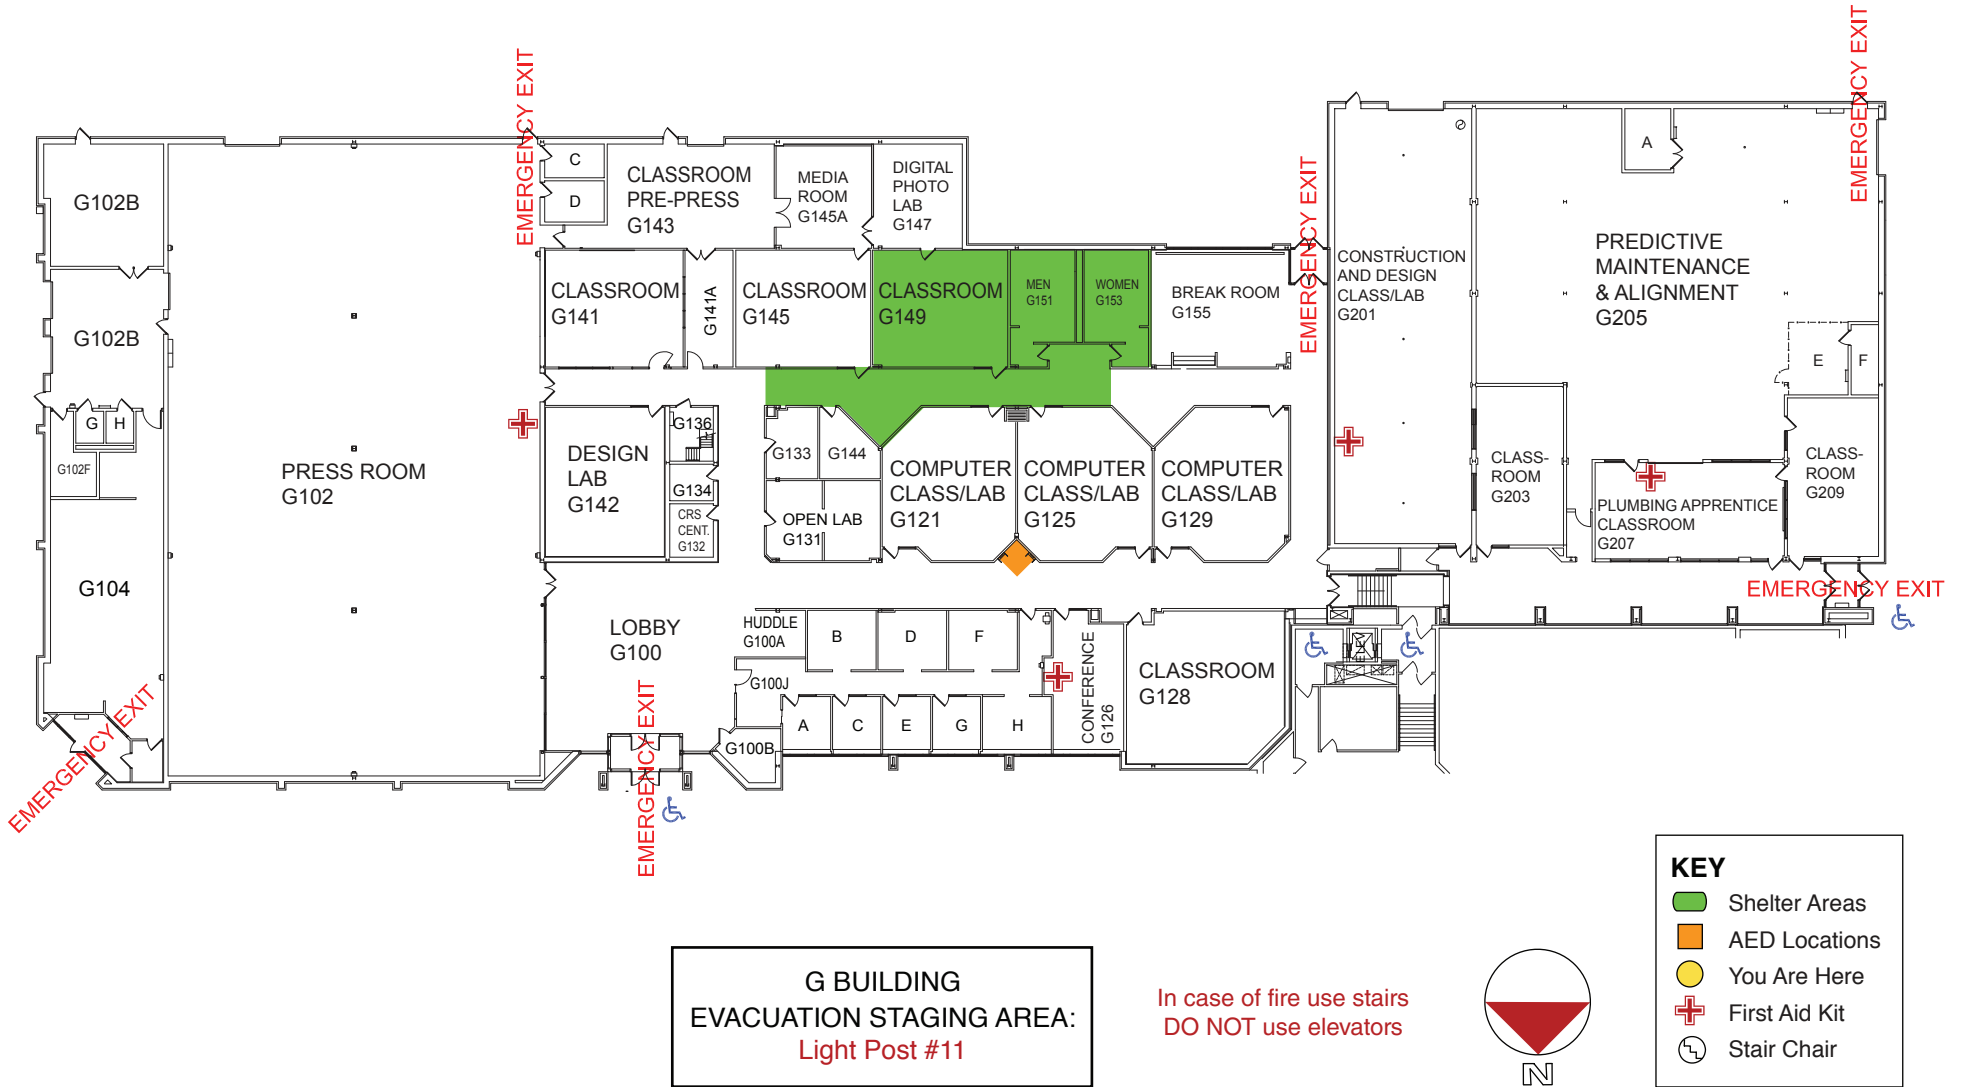 EMERGENCY EXIT
EMERGENCY EXIT
EMERGENCY EXIT
G102B
C
D
CLASSROOM
PRE-PRESS
G143
MEDIA
ROOM
G145A
DIGITAL
PHOTO
LAB
G147
A
CONSTRUCTION
AND DESIGN
CLASS/LAB
G201
PREDICTIVE
MAINTENANCE
& ALIGNMENT
G205
G102B
CLASSROOM
G141
G141A
CLASSROOM
G145
CLASSROOM
G149
MEN
G151
WOMEN
G153
BREAK ROOM
G155
E
F
G
H
G102F
PRESS ROOM
G102
DESIGN
LAB
G142
G136
G134
CRS
CENT.
G132
G133
G144
OPEN LAB
G131
COMPUTER
CLASS/LAB
G121
COMPUTER
CLASS/LAB
G125
COMPUTER
CLASS/LAB
G129
CLASS-
ROOM
G203
PLUMBING APPRENTICE
CLASSROOM
G207
CLASS-
ROOM
G209
G104
EMERGENCY EXIT
LOBBY
G100
HUDDLE
G100A
B
D
F
G100J
A
C
E
G
H
G100B
CONFERENCE
G126
CLASSROOM
G128
ELEV
EMERGENCY EXIT
EMERGENCY EXIT
KEY
Shelter Areas
AED Locations
You Are Here
First Aid Kit
Stair Chair
G BUILDING
EVACUATION STAGING AREA:
Light Post #11
In case of fire use stairs
DO NOT use elevators
N